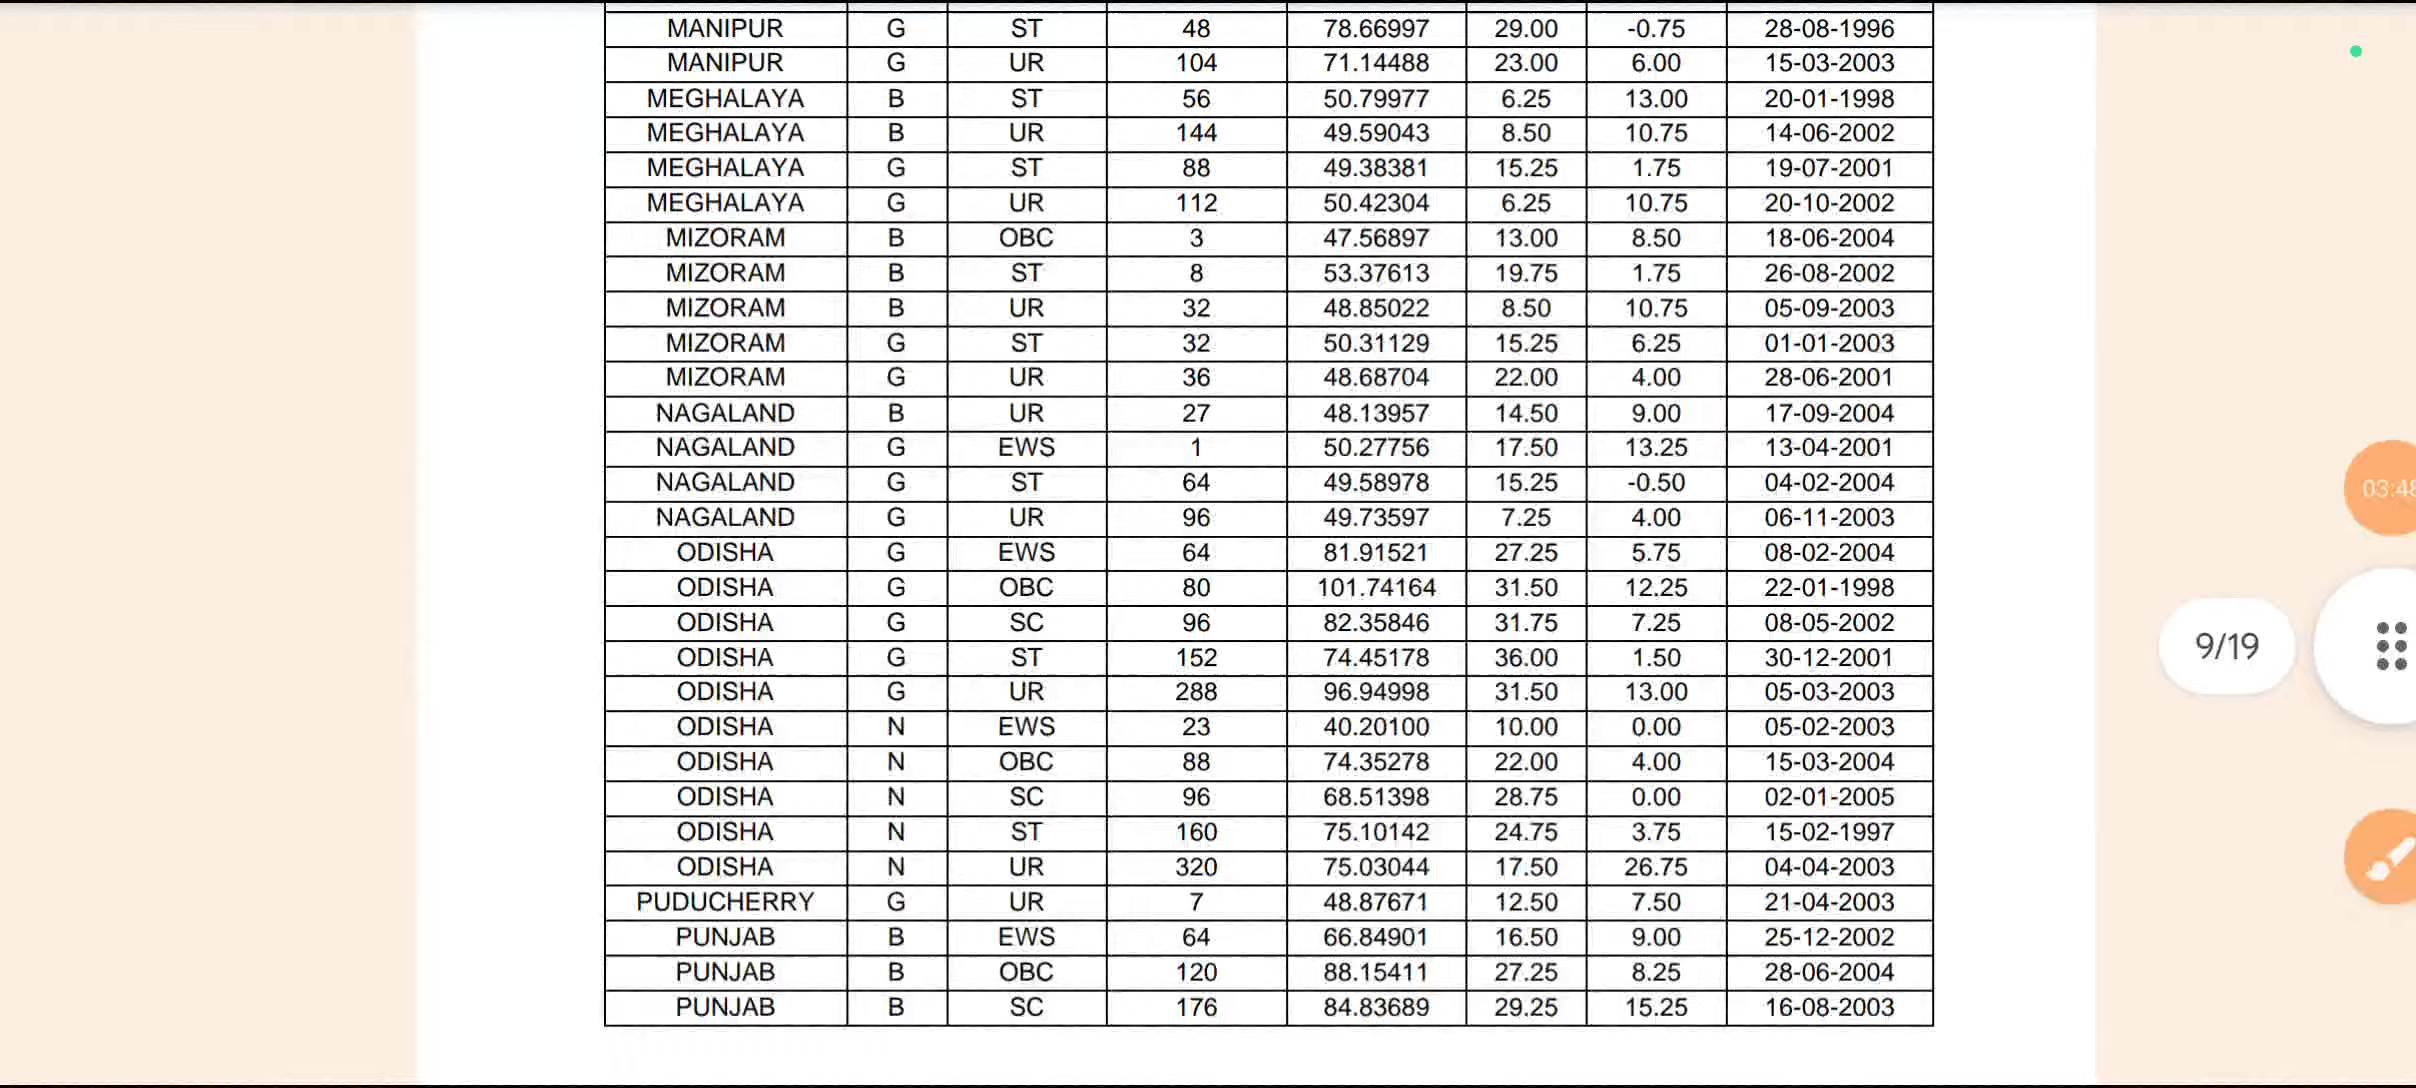 MANIPUR G ST 48 78.66997 29.00 -0.75 28-08-1996
MANIPUR G UR 104 71.14488 23.00 6.00 15-03-2003
MEGHALAYA B ST 56 50.79977 6.25 13.00 20-01-1998
MEGHALAYA B UR 144 49.59043 8.50 10.75 14-06-2002
MEGHALAYA G ST 88 49.38381 15.25 1.75 19-07-2001
MEGHALAYA G UR 112 50.42304 6.25 10.75 20-10-2002
MIZORAM B OBC 3 47.56897 13.00 8.50 18-06-2004
MIZORAM B ST 8 53.37613 19.75 1.75 26-08-2002
MIZORAM B UR 32 48.85022 8.50 10.75 05-09-2003
MIZORAM G ST 32 50.31129 15.25 6.25 01-01-2003
MIZORAM G UR 36 48.68704 22.00 4.00 28-06-2001
NAGALAND B UR 27 48.13957 14.50 9.00 17-09-2004
NAGALAND G EWS 1 50.27756 17.50 13.25 13-04-2001
NAGALAND G ST 64 49.58978 15.25 -0.50 04-02-2004
NAGALAND G UR 96 49.73597 7.25 4.00 06-11-2003
ODISHA G EWS 64 81.91521 27.25 5.75 08-02-2004
ODISHA G OBC 80 101.74164 31.50 12.25 22-01-1998
ODISHA G SC 96 82.35846 31.75 7.25 08-05-2002
ODISHA G ST 152 74.45178 36.00 1.50 30-12-2001
ODISHA G UR 288 96.94998 31.50 13.00 05-03-2003
ODISHA N EWS 23 40.20100 10.00 0.00 05-02-2003
ODISHA N OBC 88 74.35278 22.00 4.00 15-03-2004
ODISHA N SC 96 68.51398 28.75 0.00 02-01-2005
ODISHA N ST 160 75.10142 24.75 3.75 15-02-1997
ODISHA N UR 320 75.03044 17.50 26.75 04-04-2003
PUDUCHERRY G UR 7 48.87671 12.50 7.50 21-04-2003
PUNJAB B EWS 64 66.84901 16.50 9.00 25-12-2002
PUNJAB B OBC 120 88.15411 27.25 8.25 28-06-2004
PUNJAB B SC 176 84.83689 29.25 15.25 16-08-2003
03:48
9/19